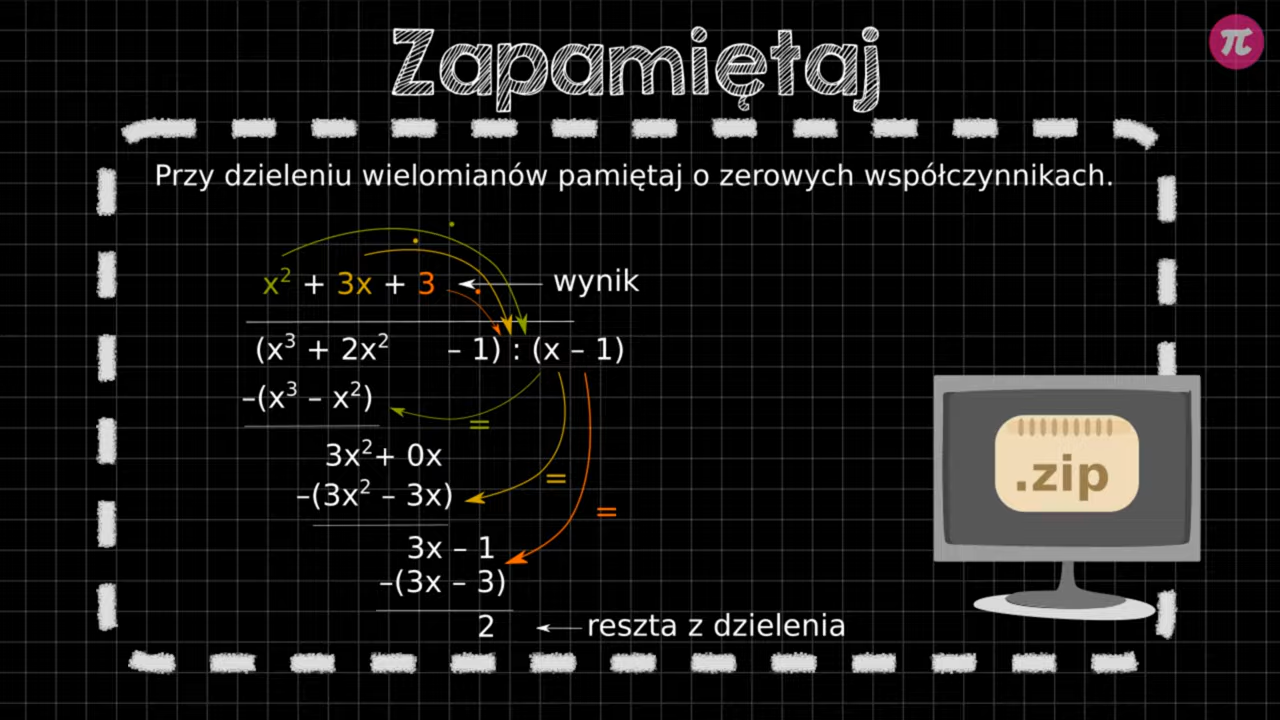 Zapamiętaj
π
Przy dzieleniu wielomianów pamiętaj o zerowych współczynnikach.
x² + 3x + 3 wynik
(x³ + 2x² – 1) : (x – 1)
–(x³ – x²)
=
3x²+ 0x
=
–(3x² – 3x)
=
3x – 1
–(3x – 3)
2 reszta z dzielenia
.zip